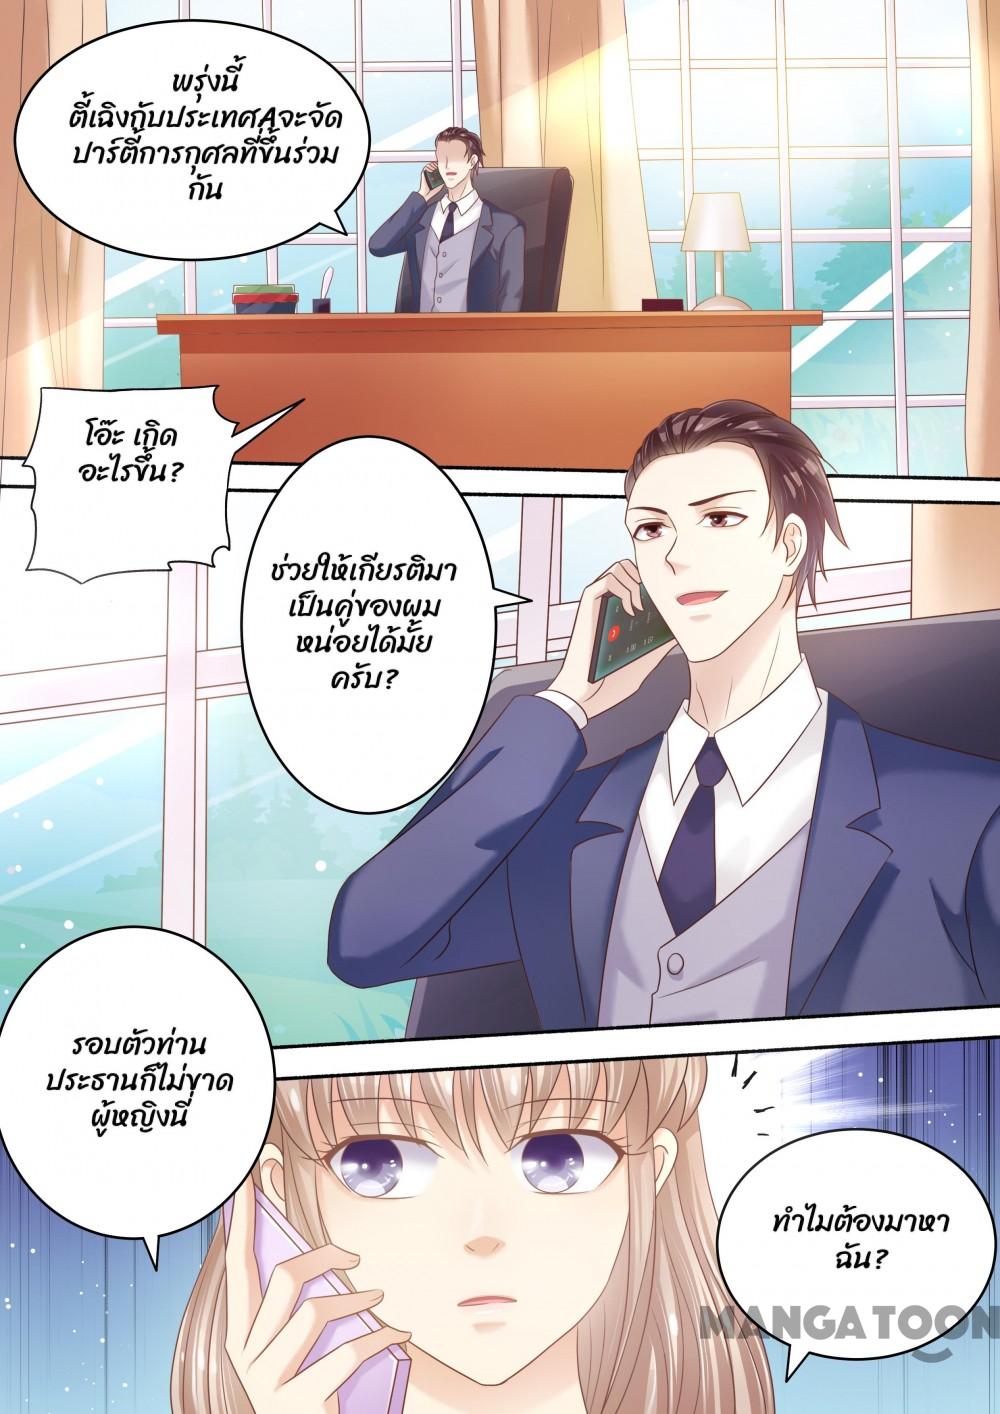 พรุ่งนี้
ตี้เฉิงกับประเทศAจะจัด
ปาร์ตี้การกุศลที่ขึ้นร่วม
กัน
โอ๊ะ เกิด
อะไรขึ้น?
ช่วยให้เกียรติมา
เป็นคู่ของผม
หน่อยได้มั้ย
ครับ?
รอบตัวท่าน
ประธานก็ไม่ขาด
ผู้หญิงนี่
ทำไมต้องมาหา
ฉัน?
MANGATOON